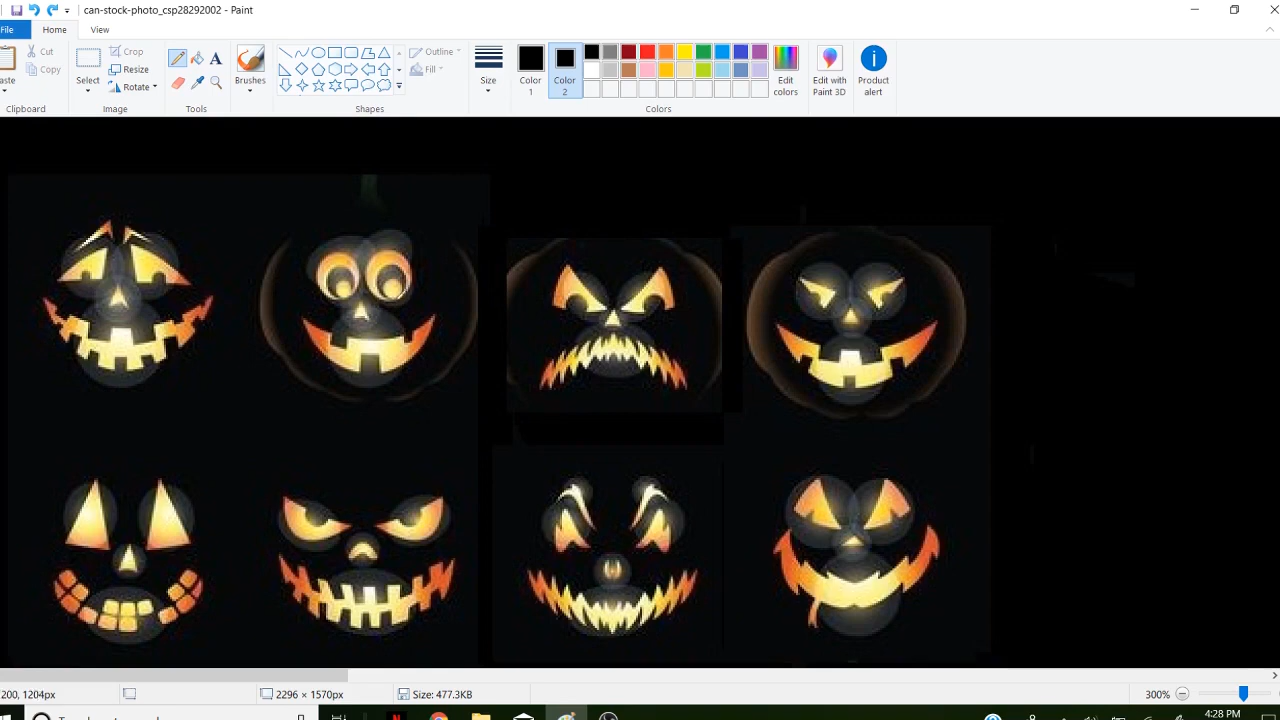 can-stock-photo_csp28292002 - Paint
File
Home
View
Cut
Copy
Clipboard
Select
Crop
Resize
Rotate
Image
A
Tools
Brushes
Outline
Fill
Shapes
Size
Color 1
Color 2
Edit colors
Colors
Edit with Paint 3D
Product alert
200, 1204px
2296 × 1570px
Size: 477.3KB
300%
4:28 PM